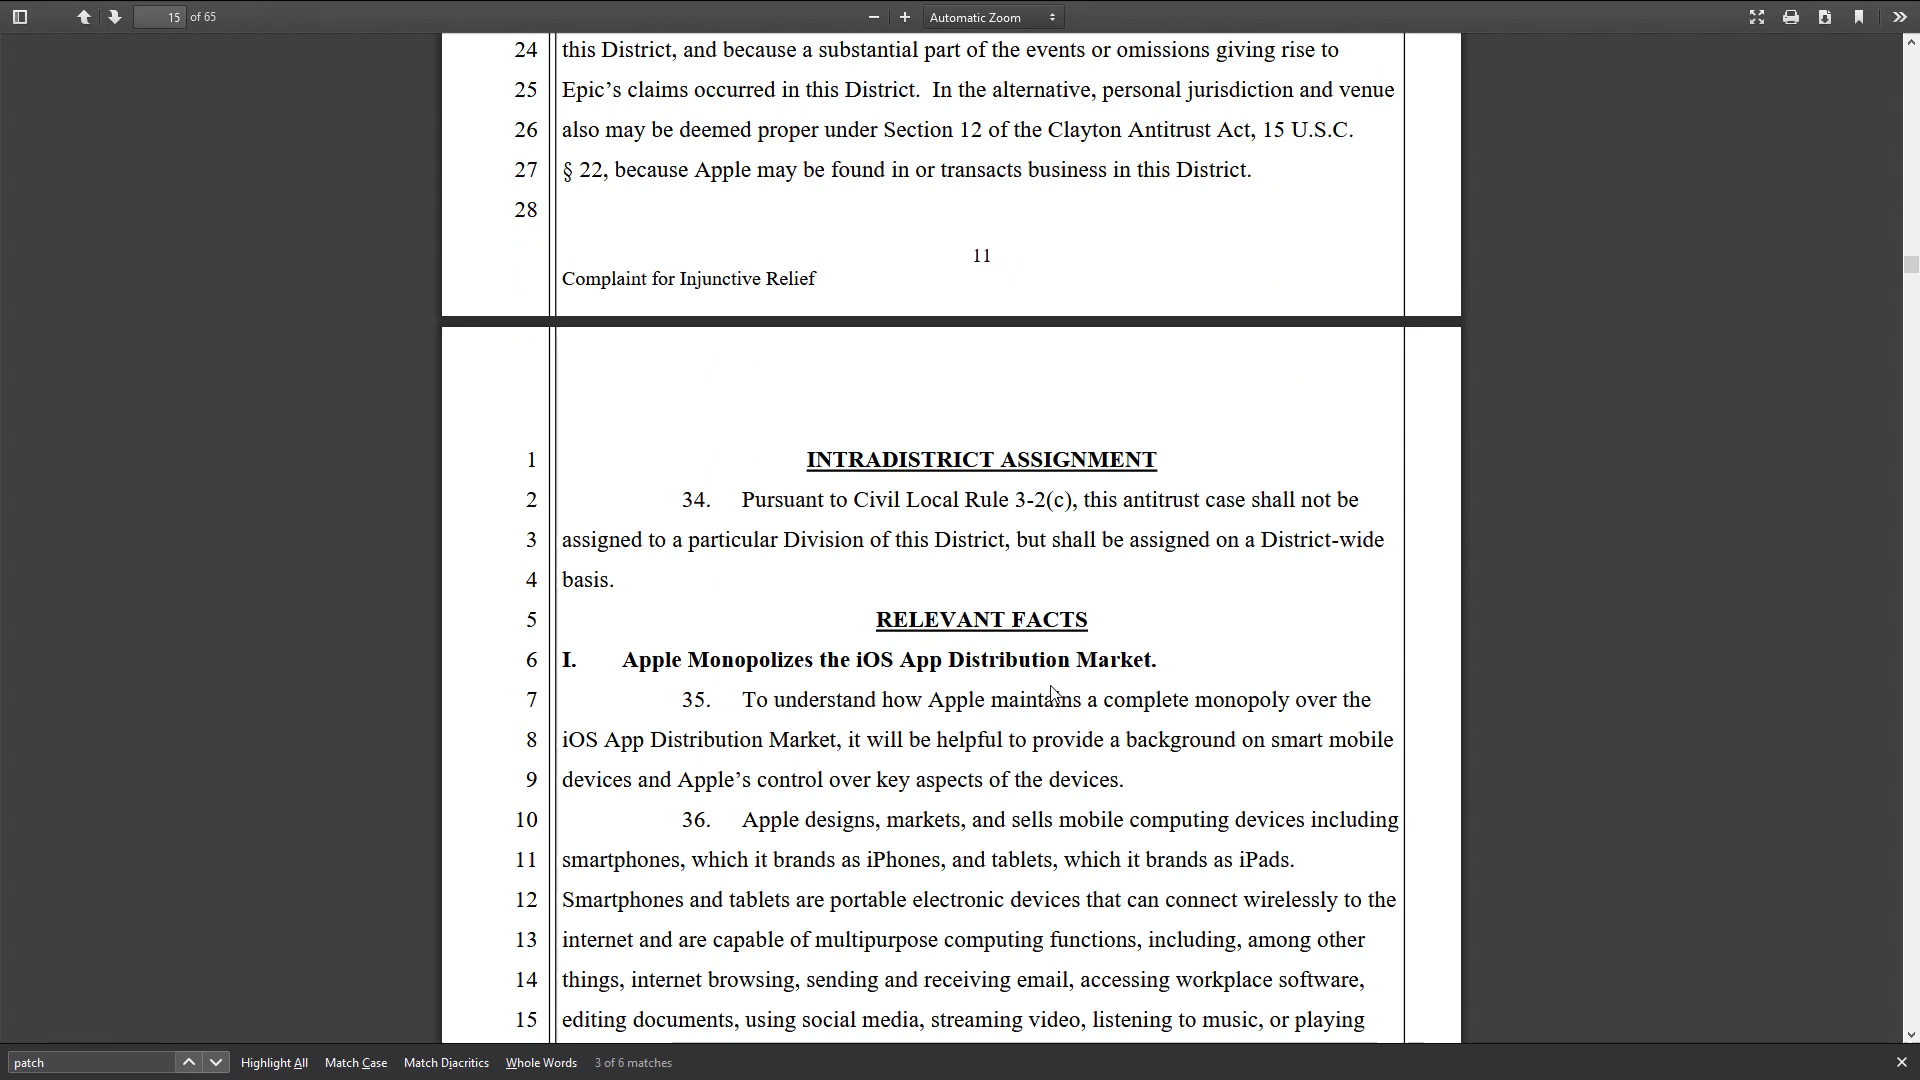 15 of 65
Automatic Zoom
24 this District, and because a substantial part of the events or omissions giving rise to
25 Epic’s claims occurred in this District.  In the alternative, personal jurisdiction and venue
26 also may be deemed proper under Section 12 of the Clayton Antitrust Act, 15 U.S.C.
27 § 22, because Apple may be found in or transacts business in this District.
28
11
Complaint for Injunctive Relief
1 INTRADISTRICT ASSIGNMENT
2 34. Pursuant to Civil Local Rule 3-2(c), this antitrust case shall not be
3 assigned to a particular Division of this District, but shall be assigned on a District-wide
4 basis.
5 RELEVANT FACTS
6 I. Apple Monopolizes the iOS App Distribution Market.
7 35. To understand how Apple maintains a complete monopoly over the
8 iOS App Distribution Market, it will be helpful to provide a background on smart mobile
9 devices and Apple’s control over key aspects of the devices.
10 36. Apple designs, markets, and sells mobile computing devices including
11 smartphones, which it brands as iPhones, and tablets, which it brands as iPads.
12 Smartphones and tablets are portable electronic devices that can connect wirelessly to the
13 internet and are capable of multipurpose computing functions, including, among other
14 things, internet browsing, sending and receiving email, accessing workplace software,
15 editing documents, using social media, streaming video, listening to music, or playing
patch Highlight All Match Case Match Diacritics Whole Words 3 of 6 matches